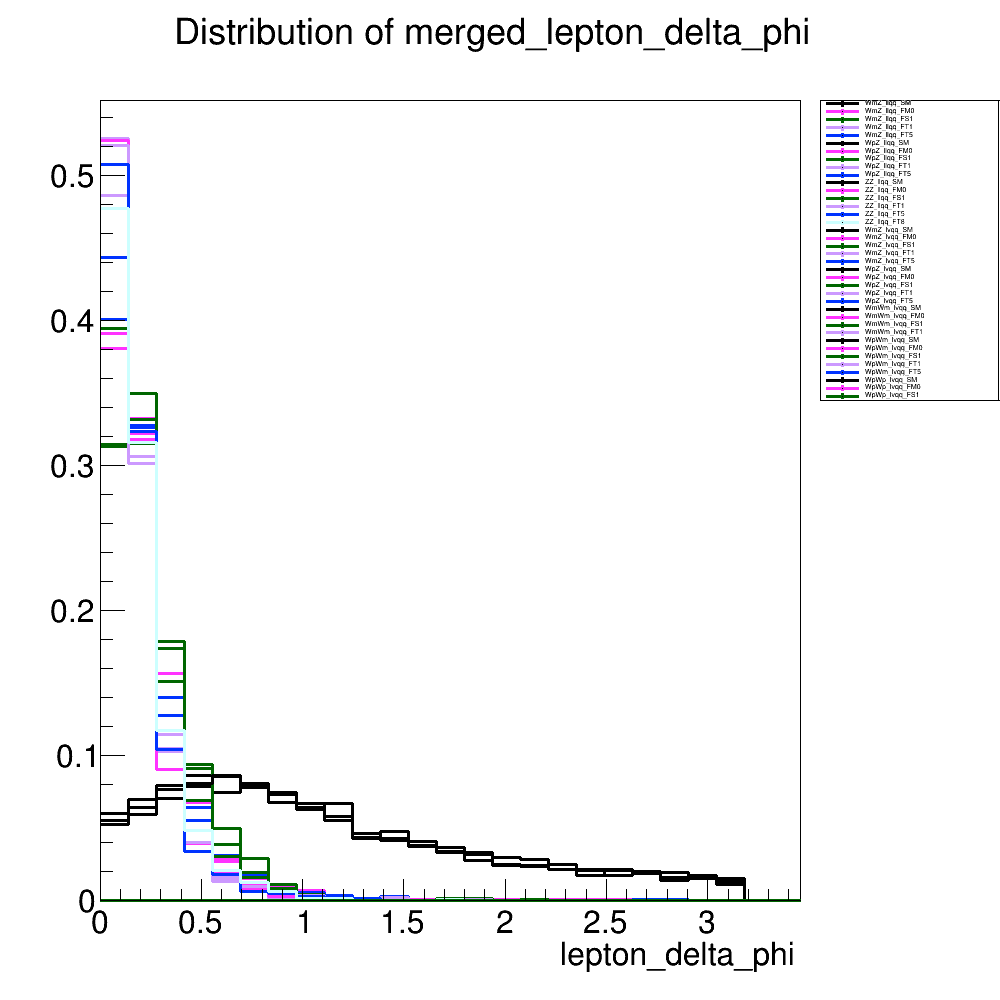 Distribution of merged_lepton_delta_phi
WmZ_llqq_SM
WmZ_llqq_FM0
WmZ_llqq_FS1
WmZ_llqq_FT1
WmZ_llqq_FT5
WpZ_llqq_SM
WpZ_llqq_FM0
WpZ_llqq_FS1
WpZ_llqq_FT1
WpZ_llqq_FT5
ZZ_llqq_SM
ZZ_llqq_FM0
ZZ_llqq_FS1
ZZ_llqq_FT1
ZZ_llqq_FT5
ZZ_llqq_FT8
WmZ_lvqq_SM
WmZ_lvqq_FM0
WmZ_lvqq_FS1
WmZ_lvqq_FT1
WmZ_lvqq_FT5
WpZ_lvqq_SM
WpZ_lvqq_FM0
WpZ_lvqq_FS1
WpZ_lvqq_FT1
WpZ_lvqq_FT5
WmWm_lvqq_SM
WmWm_lvqq_FM0
WmWm_lvqq_FS1
WmWm_lvqq_FT1
WpWm_lvqq_SM
WpWm_lvqq_FM0
WpWm_lvqq_FS1
WpWm_lvqq_FT1
WpWm_lvqq_FT5
WpWp_lvqq_SM
WpWp_lvqq_FM0
WpWp_lvqq_FS1
0.5
0.4
0.3
0.2
0.1
0
0 0.5 1 1.5 2 2.5 3
lepton_delta_phi